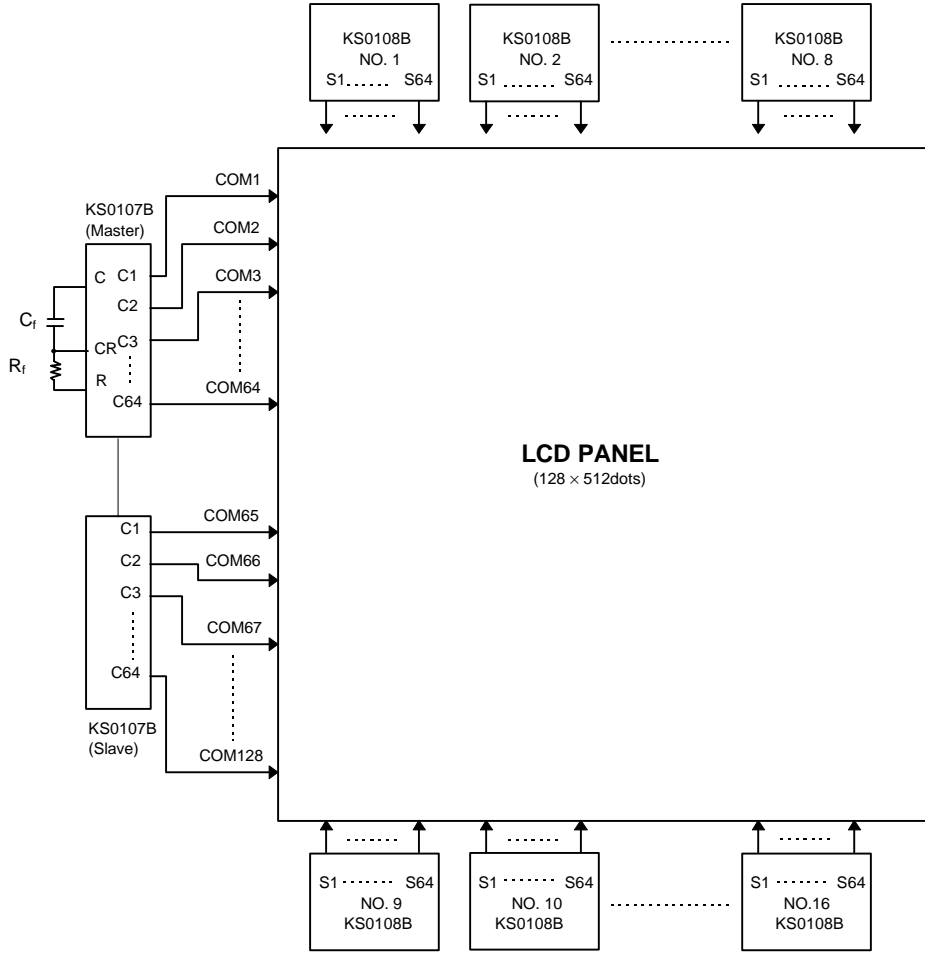 KS0108B
NO. 1
S1 ...... S64
KS0108B
NO. 2
S1 ...... S64
KS0108B
NO. 8
S1 ...... S64
KS0107B
(Master)
C C1
C2
CR C3
R
C64
Cf
Rf
COM1
COM2
COM3
COM64
LCD PANEL
(128 × 512dots)
C1
C2
C3
C64
KS0107B
(Slave)
COM65
COM66
COM67
COM128
S1 ........ S64
NO. 9
KS0108B
S1 ........ S64
NO. 10
KS0108B
S1 ........ S64
NO.16
KS0108B